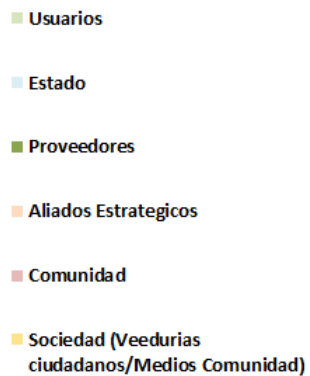 Usuarios
Estado
Proveedores
Aliados Estrategicos
Comunidad
Sociedad (Veedurias
ciudadanos/Medios Comunidad)